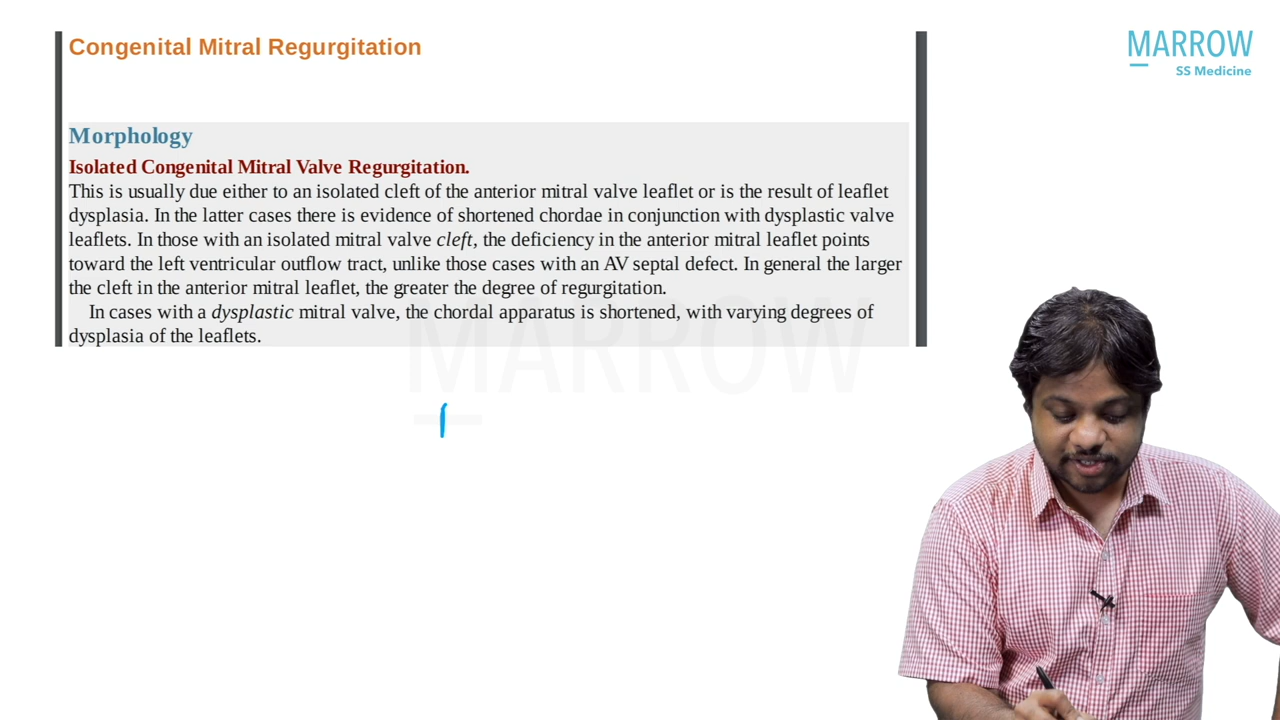 Congenital Mitral Regurgitation
MARROW
SS Medicine
Morphology
Isolated Congenital Mitral Valve Regurgitation.
This is usually due either to an isolated cleft of the anterior mitral valve leaflet or is the result of leaflet
dysplasia. In the latter cases there is evidence of shortened chordae in conjunction with dysplastic valve
leaflets. In those with an isolated mitral valve cleft, the deficiency in the anterior mitral leaflet points
toward the left ventricular outflow tract, unlike those cases with an AV septal defect. In general the larger
the cleft in the anterior mitral leaflet, the greater the degree of regurgitation.
In cases with a dysplastic mitral valve, the chordal apparatus is shortened, with varying degrees of
dysplasia of the leaflets.
MARROW